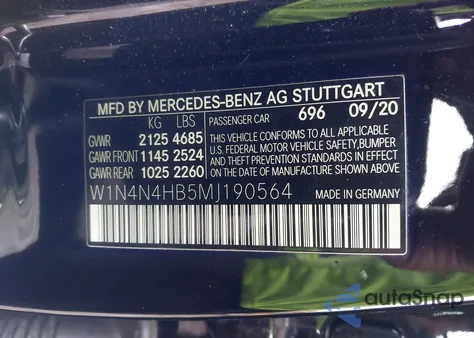 MFD BY MERCEDES-BENZ AG STUTTGART
KG LBS
GVWR 2125 4685
GAWR FRONT 1145 2524
GAWR REAR 1025 2260
PASSENGER CAR 696 09/20
THIS VEHICLE CONFORMS TO ALL APPLICABLE
U.S. FEDERAL MOTOR VEHICLE SAFETY, BUMPER
AND THEFT PREVENTION STANDARDS IN EFFECT
ON THE DATE OF MANUFACTURE SHOWN ABOVE.
W1N4N4HB5MJ190564
MADE IN GERMANY
autoSnap